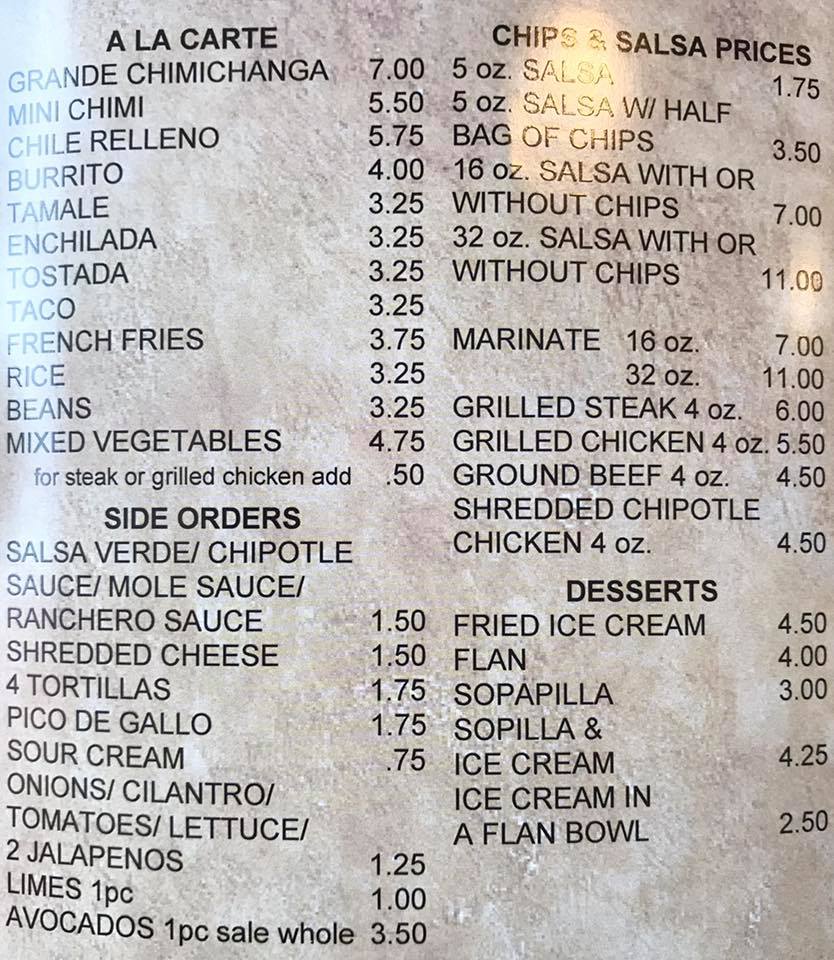 A LA CARTE
GRANDE CHIMICHANGA 7.00
MINI CHIMI 5.50
CHILE RELLENO 5.75
BURRITO 4.00
TAMALE 3.25
ENCHILADA 3.25
TOSTADA 3.25
TACO 3.25
FRENCH FRIES 3.75
RICE 3.25
BEANS 3.25
MIXED VEGETABLES 4.75
for steak or grilled chicken add .50
SIDE ORDERS
SALSA VERDE/ CHIPOTLE
SAUCE/ MOLE SAUCE/
RANCHERO SAUCE 1.50
SHREDDED CHEESE 1.50
4 TORTILLAS 1.75
PICO DE GALLO 1.75
SOUR CREAM .75
ONIONS/ CILANTRO/
TOMATOES/ LETTUCE/
2 JALAPENOS 1.25
LIMES 1pc 1.00
AVOCADOS 1pc sale whole 3.50
CHIPS & SALSA PRICES
5 oz. SALSA 1.75
5 oz. SALSA W/ HALF
BAG OF CHIPS 3.50
16 oz. SALSA WITH OR
WITHOUT CHIPS 7.00
32 oz. SALSA WITH OR
WITHOUT CHIPS 11.00
MARINATE 16 oz. 7.00
32 oz. 11.00
GRILLED STEAK 4 oz. 6.00
GRILLED CHICKEN 4 oz. 5.50
GROUND BEEF 4 oz. 4.50
SHREDDED CHIPOTLE
CHICKEN 4 oz. 4.50
DESSERTS
FRIED ICE CREAM 4.50
FLAN 4.00
SOPAPILLA 3.00
SOPILLA &
ICE CREAM 4.25
ICE CREAM IN
A FLAN BOWL 2.50